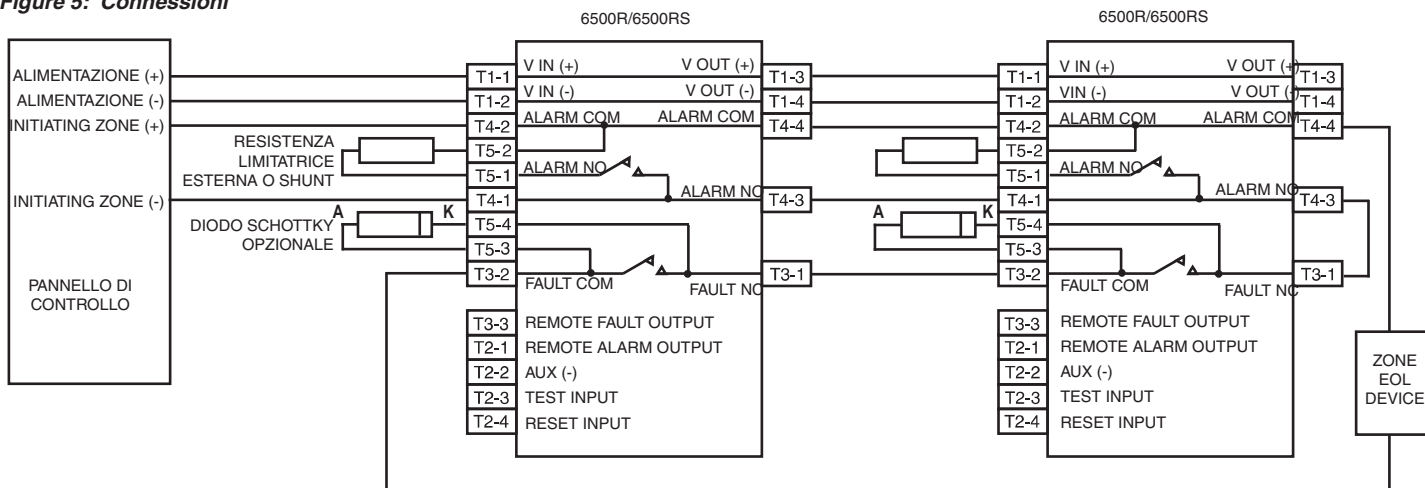 Figure 5: Connessioni
6500R/6500RS
6500R/6500RS
ALIMENTAZIONE (+)
ALIMENTAZIONE (-)
INITIATING ZONE (+)
RESISTENZA
LIMITATRICE
ESTERNA O SHUNT
INITIATING ZONE (-)
A
K
DIODO SCHOTTKY
OPZIONALE
PANNELLO DI
CONTROLLO
T1-1
T1-2
T4-2
T5-2
T5-1
T4-1
T5-4
T5-3
T3-2
T3-3
T2-1
T2-2
T2-3
T2-4
V IN (+)
V OUT (+)
V IN (-)
V OUT (-)
ALARM COM
ALARM COM
ALARM NO
ALARM NO
FAULT COM
FAULT NC
REMOTE FAULT OUTPUT
REMOTE ALARM OUTPUT
AUX (-)
TEST INPUT
RESET INPUT
T1-3
T1-4
T4-4
T4-3
T3-1
A
K
T1-1
T1-2
T4-2
T5-2
T5-1
T4-1
T5-4
T5-3
T3-2
T3-3
T2-1
T2-2
T2-3
T2-4
V IN (+)
V OUT (+)
VIN (-)
V OUT (-)
ALARM COM
ALARM COM
ALARM NO
ALARM NO
FAULT COM
FAULT NC
REMOTE FAULT OUTPUT
REMOTE ALARM OUTPUT
AUX (-)
TEST INPUT
RESET INPUT
T1-3
T1-4
T4-4
T4-3
T3-1
ZONE
EOL
DEVICE